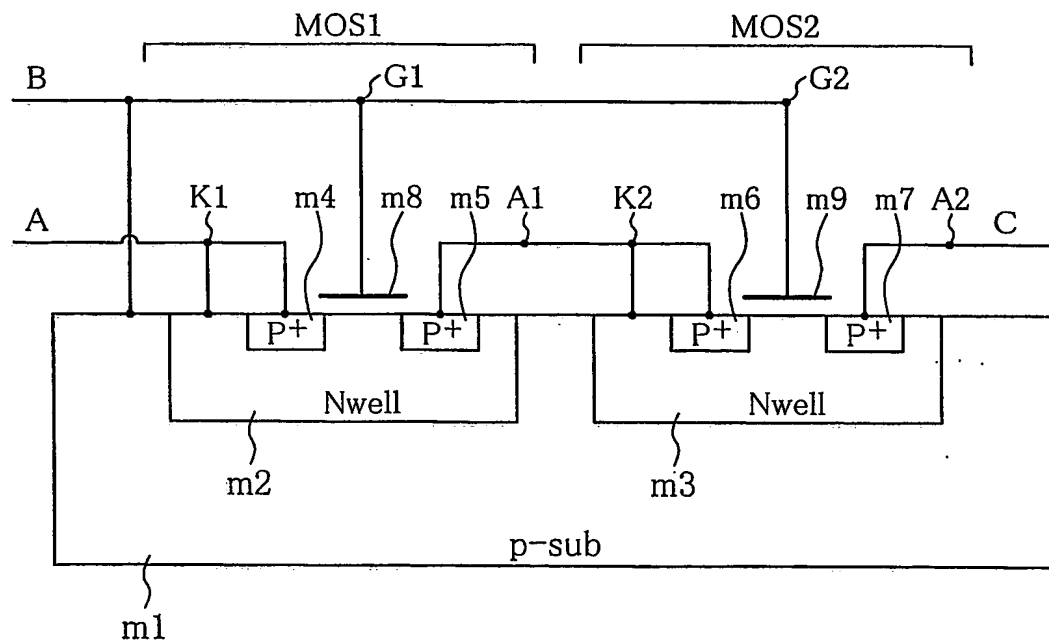 MOS1 MOS2
B G1 G2
A K1 m4 m8 m5 A1 K2 m6 m9 m7 A2 C
P+ P+ P+ P+
Nwell Nwell
m2 m3
p-sub
m1